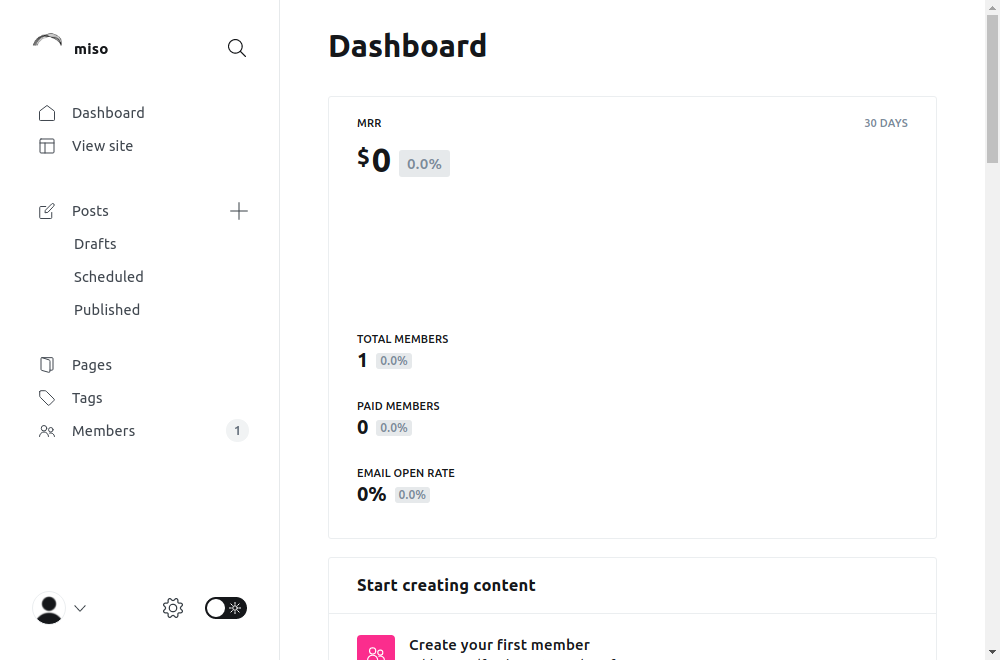 miso
Dashboard
View site
Posts
Drafts
Scheduled
Published
Pages
Tags
Members 1
Dashboard
MRR 30 DAYS
$0 0.0%
TOTAL MEMBERS
1 0.0%
PAID MEMBERS
0 0.0%
EMAIL OPEN RATE
0% 0.0%
Start creating content
Create your first member